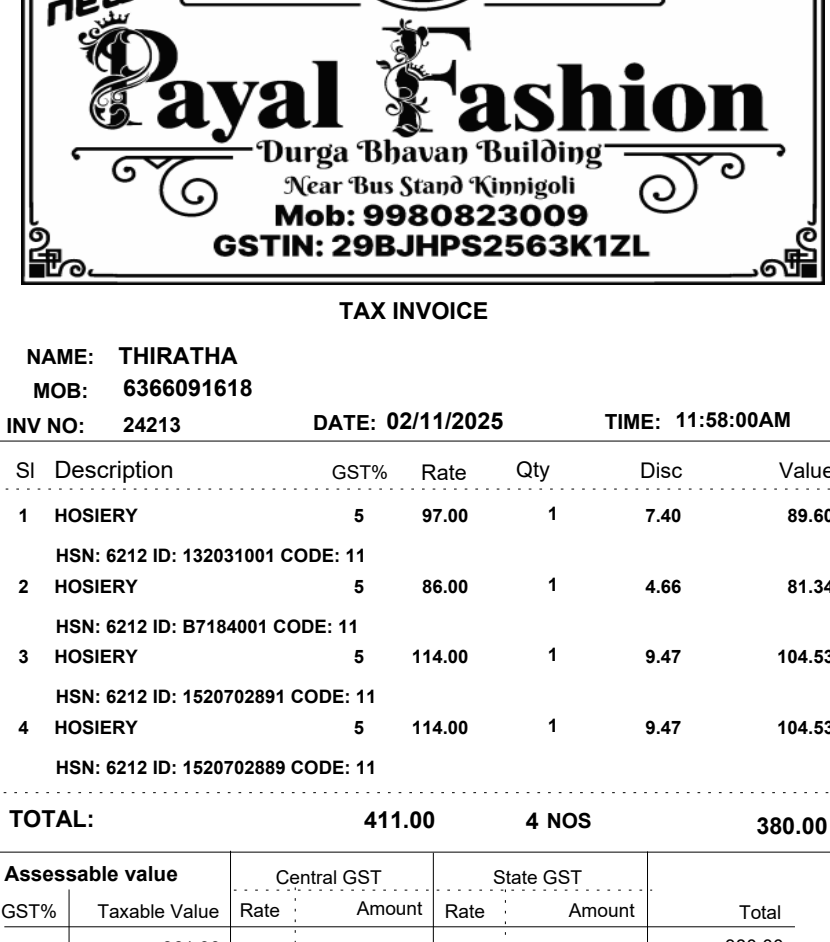 Payal Fashion
Durga Bhavan Building
Near Bus Stand Kinnigoli
Mob: 9980823009
GSTIN: 29BJHPS2563K1ZL
TAX INVOICE
NAME: THIRATHA
MOB: 6366091618
INV NO: 24213 DATE: 02/11/2025 TIME: 11:58:00AM
Sl Description GST% Rate Qty Disc Value
1 HOSIERY 5 97.00 1 7.40 89.60
HSN: 6212 ID: 132031001 CODE: 11
2 HOSIERY 5 86.00 1 4.66 81.34
HSN: 6212 ID: B7184001 CODE: 11
3 HOSIERY 5 114.00 1 9.47 104.53
HSN: 6212 ID: 1520702891 CODE: 11
4 HOSIERY 5 114.00 1 9.47 104.53
HSN: 6212 ID: 1520702889 CODE: 11
TOTAL: 411.00 4 NOS 380.00
Assessable value Central GST State GST
GST% Taxable Value Rate Amount Rate Amount Total